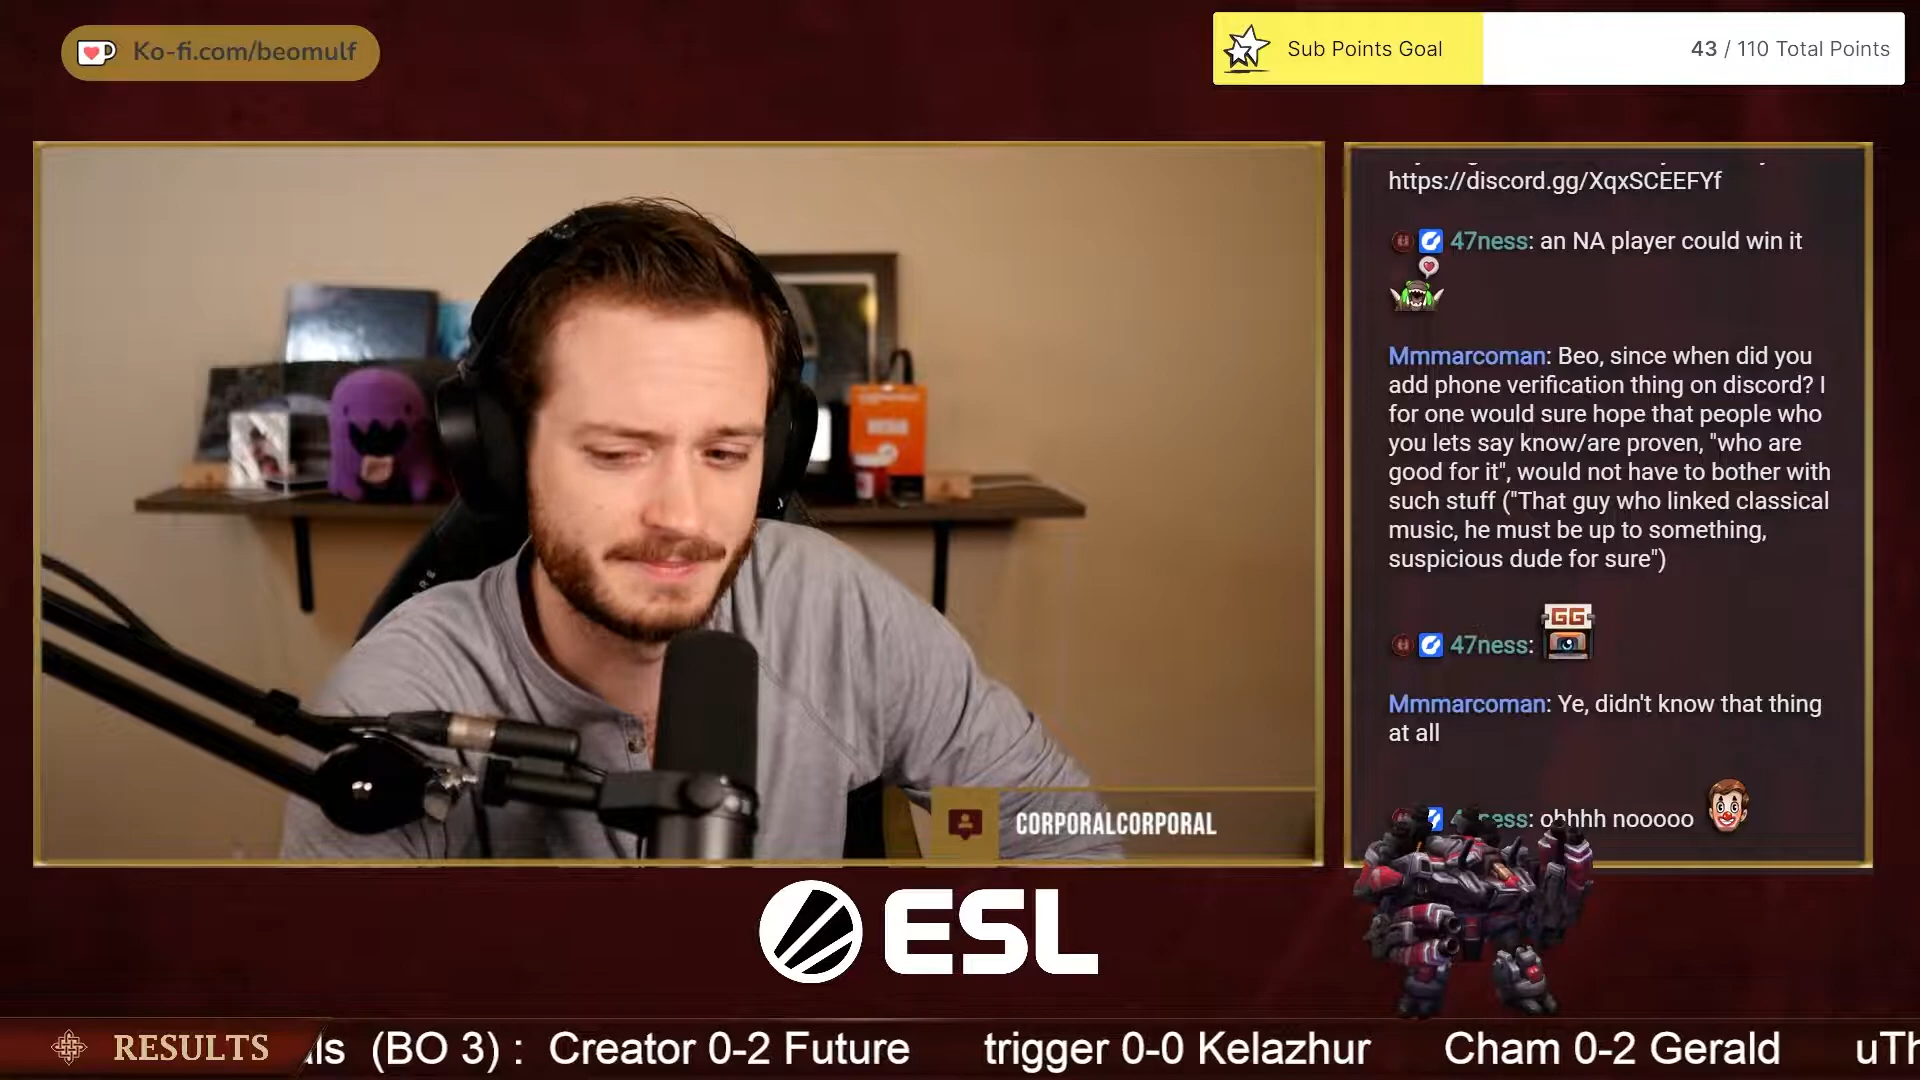 Ko-fi.com/beomulf
Sub Points Goal
43 / 110 Total Points
https://discord.gg/XqxSCEEFYf
47ness: an NA player could win it
Mmmarcoman: Beo, since when did you
add phone verification thing on discord? I
for one would sure hope that people who
you lets say know/are proven, "who are
good for it", would not have to bother with
such stuff ("That guy who linked classical
music, he must be up to something,
suspicious dude for sure")
47ness:
GG
Mmmarcoman: Ye, didn't know that thing
at all
ohhhh nooooo
CORPORALCORPORAL
ESL
RESULTS
(BO 3) : Creator 0-2 Future trigger 0-0 Kelazhur Cham 0-2 Gerald